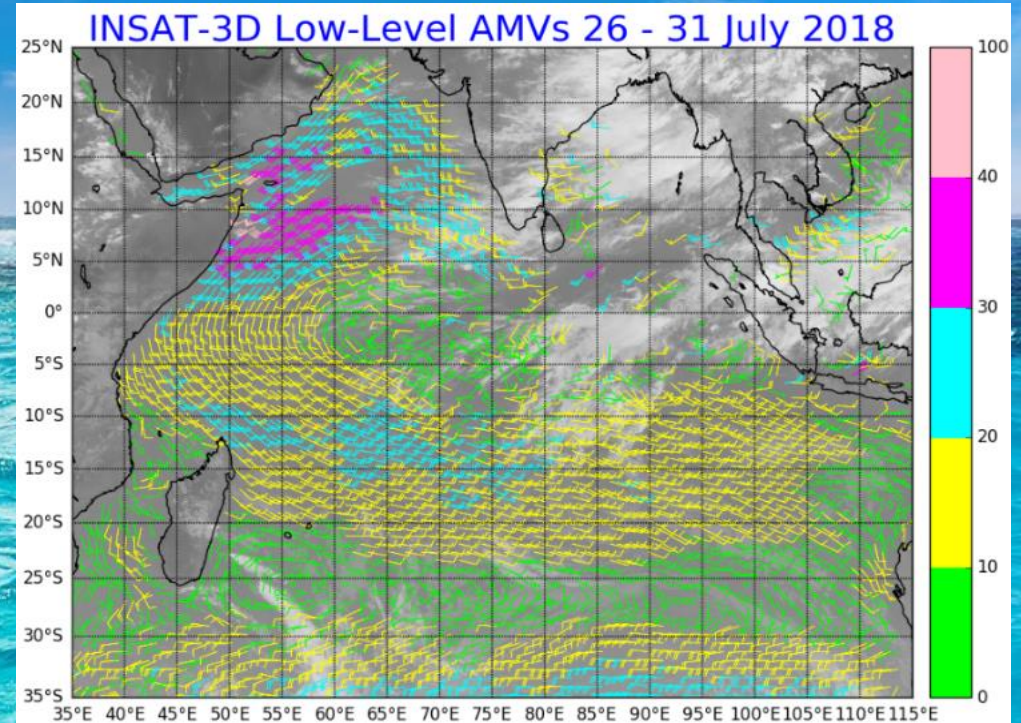 INSAT-3D Low-Level AMVs 26 - 31 July 2018
25°N
20°N
15°N
10°N
5°N
0°
5°S
10°S
15°S
20°S
25°S
30°S
35°S
35°E 40°E 45°E 50°E 55°E 60°E 65°E 70°E 75°E 80°E 85°E 90°E 95°E 100°E 105°E 110°E 115°E
100
40
30
20
10
0